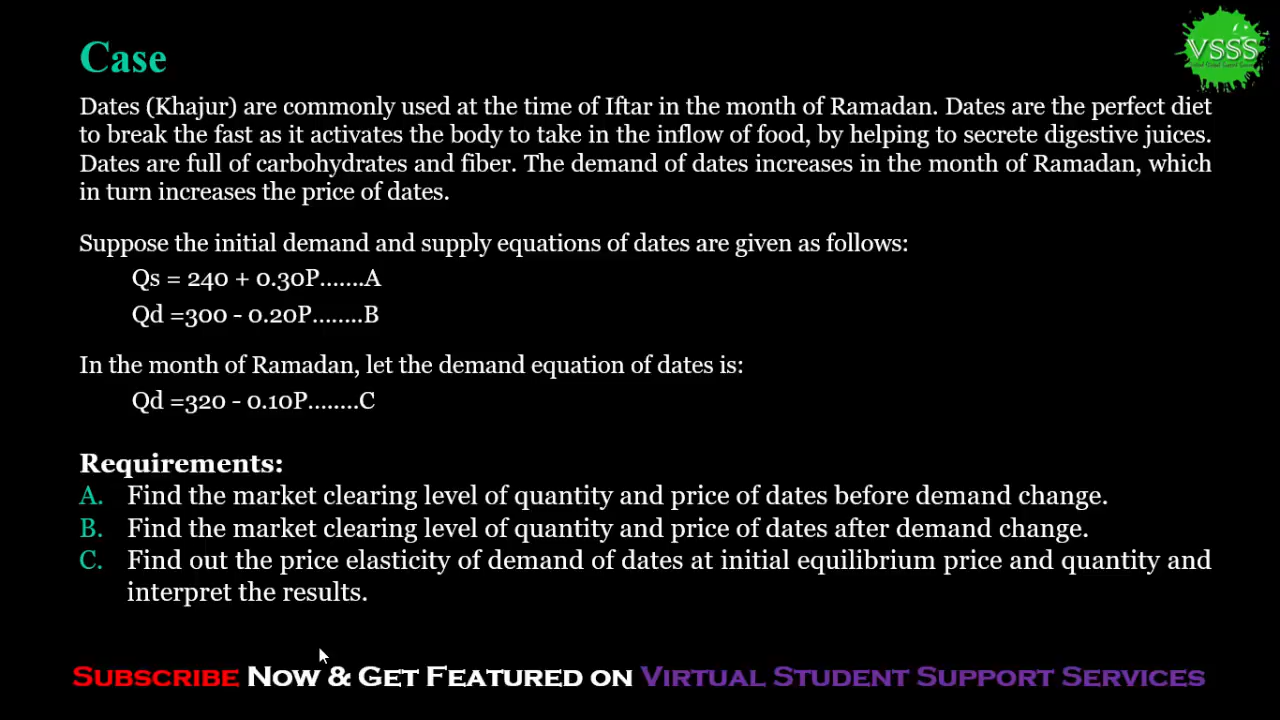 Case
VSSS
Dates (Khajur) are commonly used at the time of Iftar in the month of Ramadan. Dates are the perfect diet
to break the fast as it activates the body to take in the inflow of food, by helping to secrete digestive juices.
Dates are full of carbohydrates and fiber. The demand of dates increases in the month of Ramadan, which
in turn increases the price of dates.
Suppose the initial demand and supply equations of dates are given as follows:
Qs = 240 + 0.30P.......A
Qd =300 - 0.20P........B
In the month of Ramadan, let the demand equation of dates is:
Qd =320 - 0.10P........C
Requirements:
A. Find the market clearing level of quantity and price of dates before demand change.
B. Find the market clearing level of quantity and price of dates after demand change.
C. Find out the price elasticity of demand of dates at initial equilibrium price and quantity and
interpret the results.
Subscribe Now & Get Featured on Virtual Student Support Services